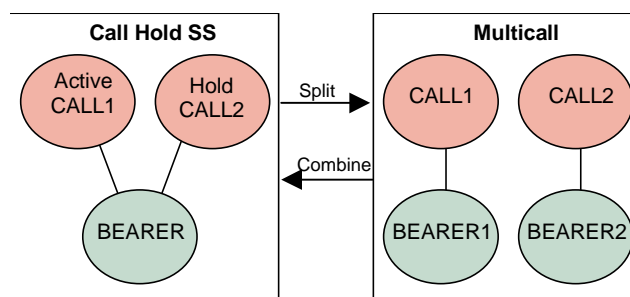 Call Hold SS
Multicall
Active
CALL1
Hold
CALL2
Split
CALL1
CALL2
Combine
BEARER
BEARER1
BEARER2